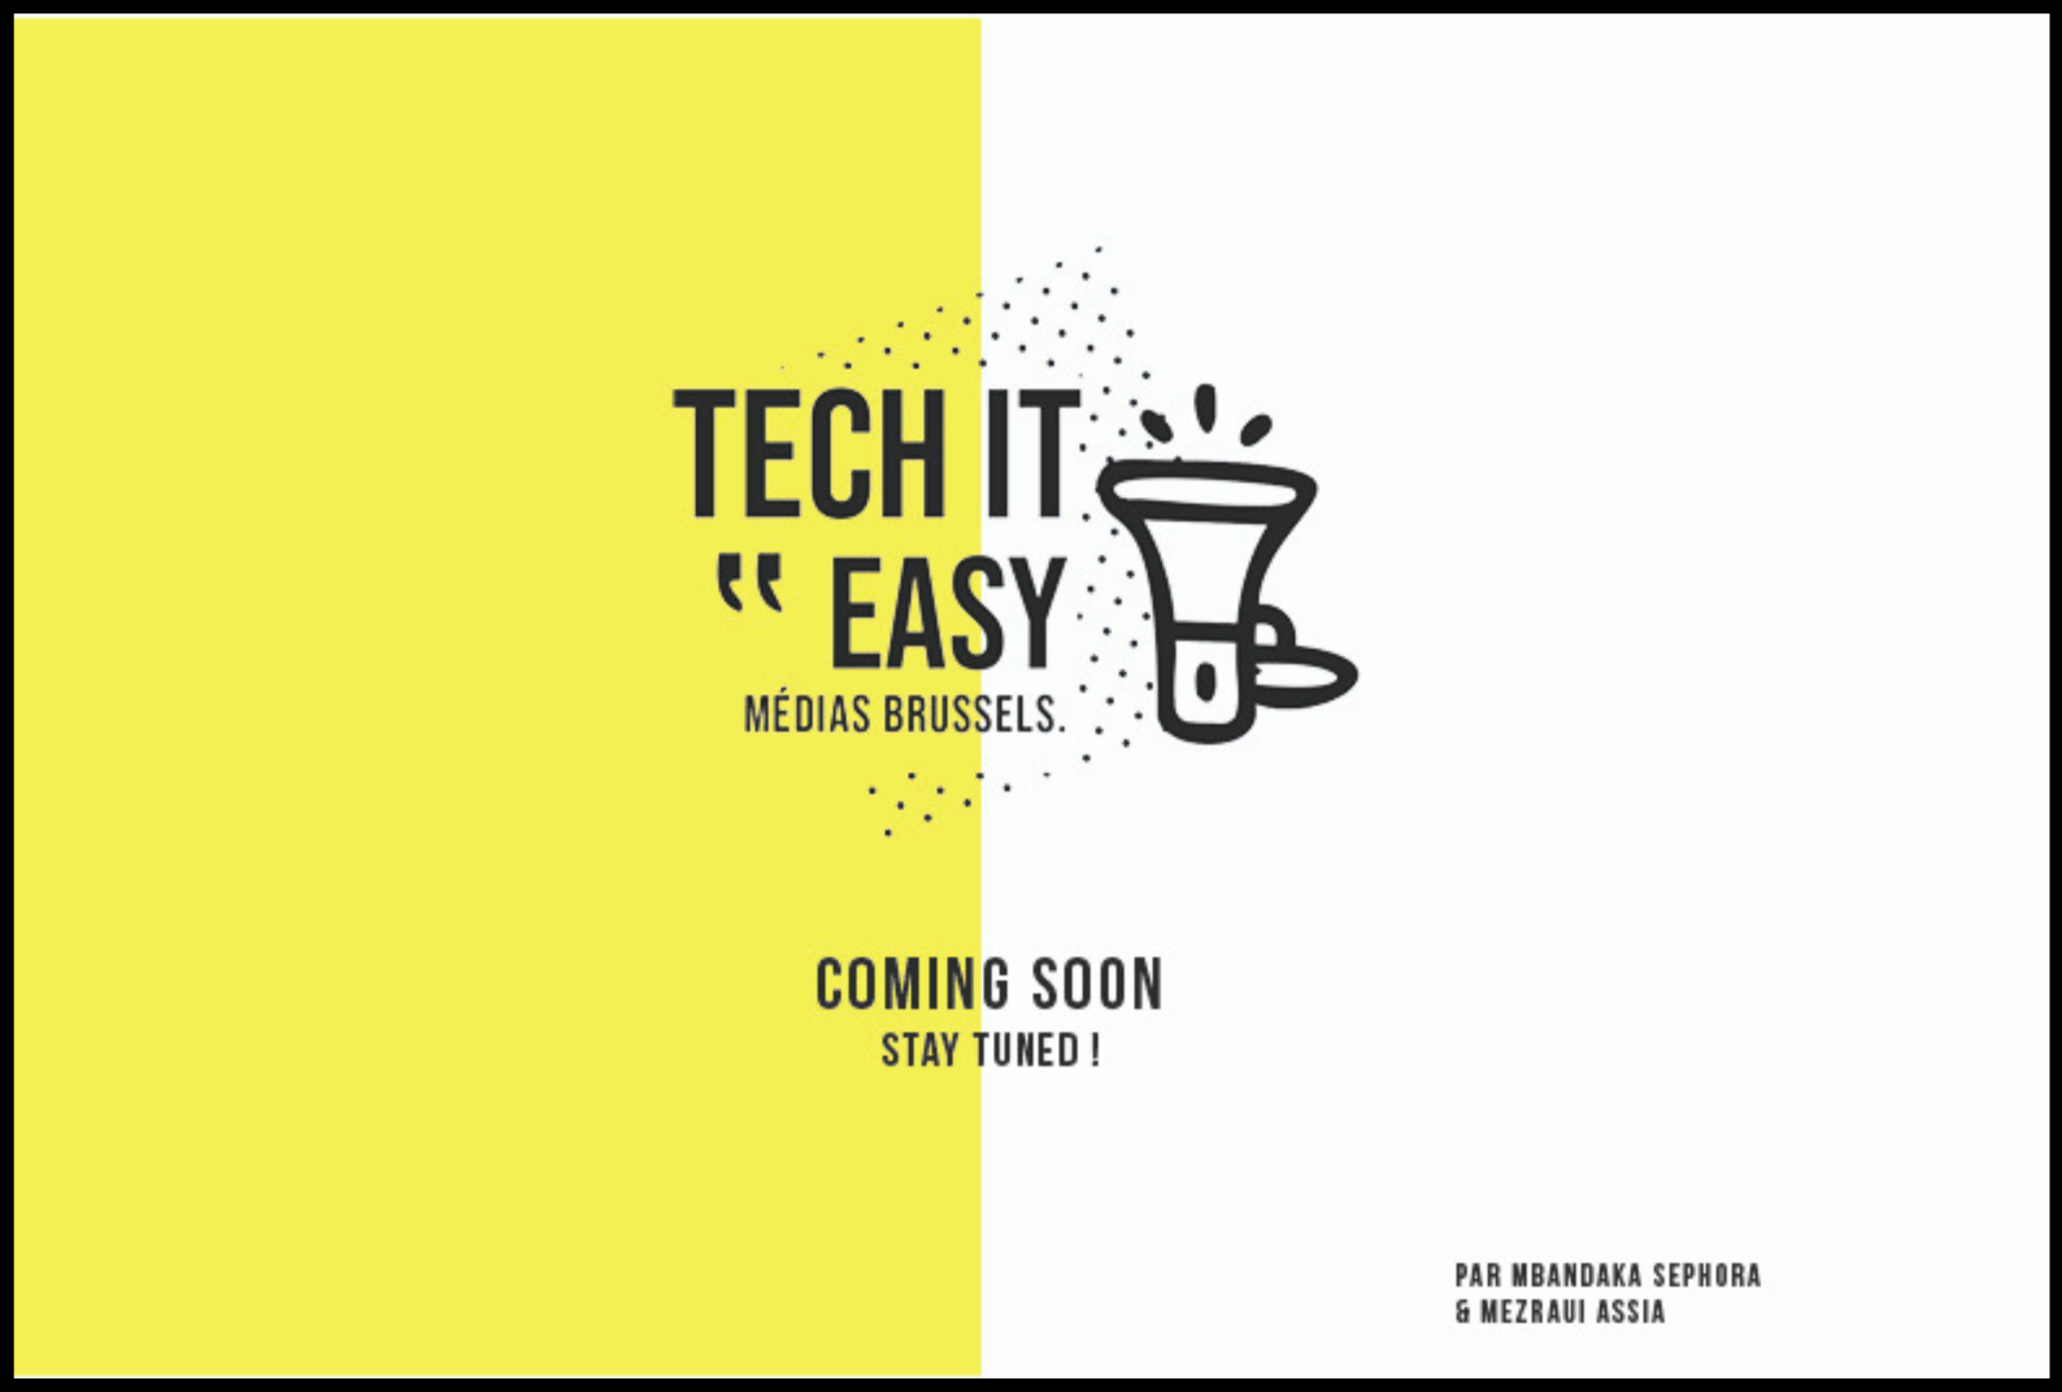 TECH IT
‟ EASY
MÉDIAS BRUSSELS.
COMING SOON
STAY TUNED !
PAR MBANDAKA SEPHORA
& MEZRAUI ASSIA